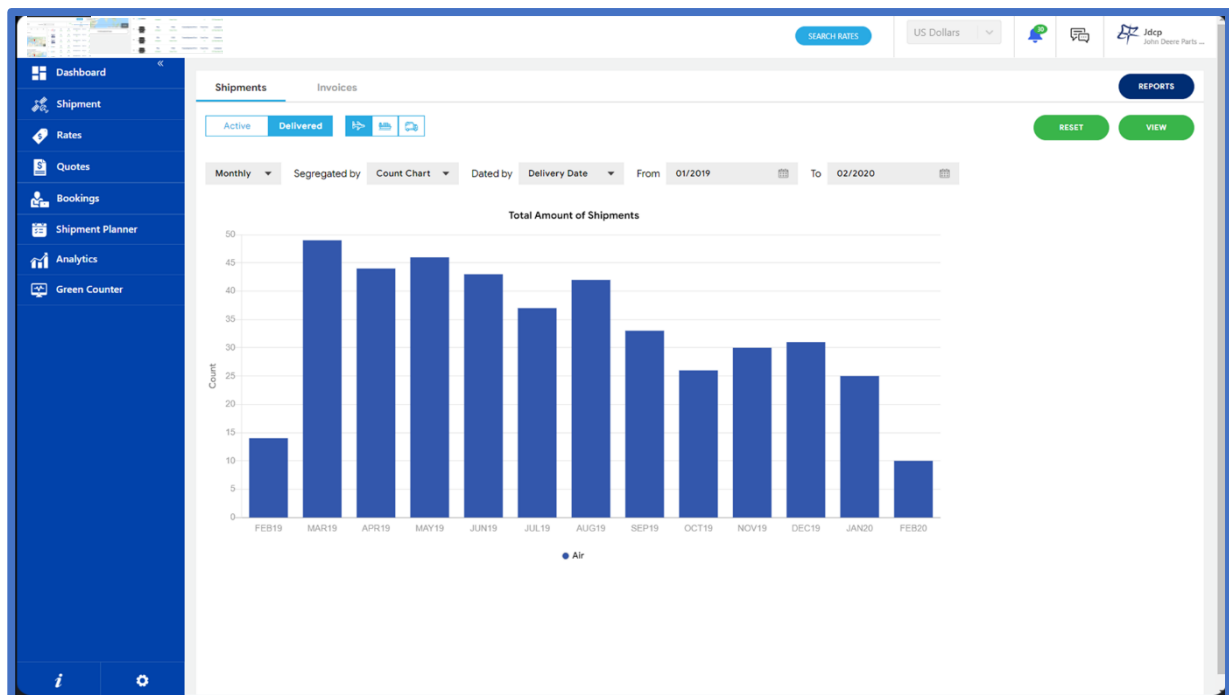 SEARCH RATES
US Dollars
30
Jdcp
John Deere Parts ...
Dashboard
«
Shipment
Rates
Quotes
Bookings
Shipment Planner
Analytics
Green Counter
i
Shipments Invoices
REPORTS
Active Delivered
RESET VIEW
Monthly Segregated by Count Chart Dated by Delivery Date From 01/2019 To 02/2020
Total Amount of Shipments
Count
50
45
40
35
30
25
20
15
10
5
0
FEB19 MAR19 APR19 MAY19 JUN19 JUL19 AUG19 SEP19 OCT19 NOV19 DEC19 JAN20 FEB20
Air